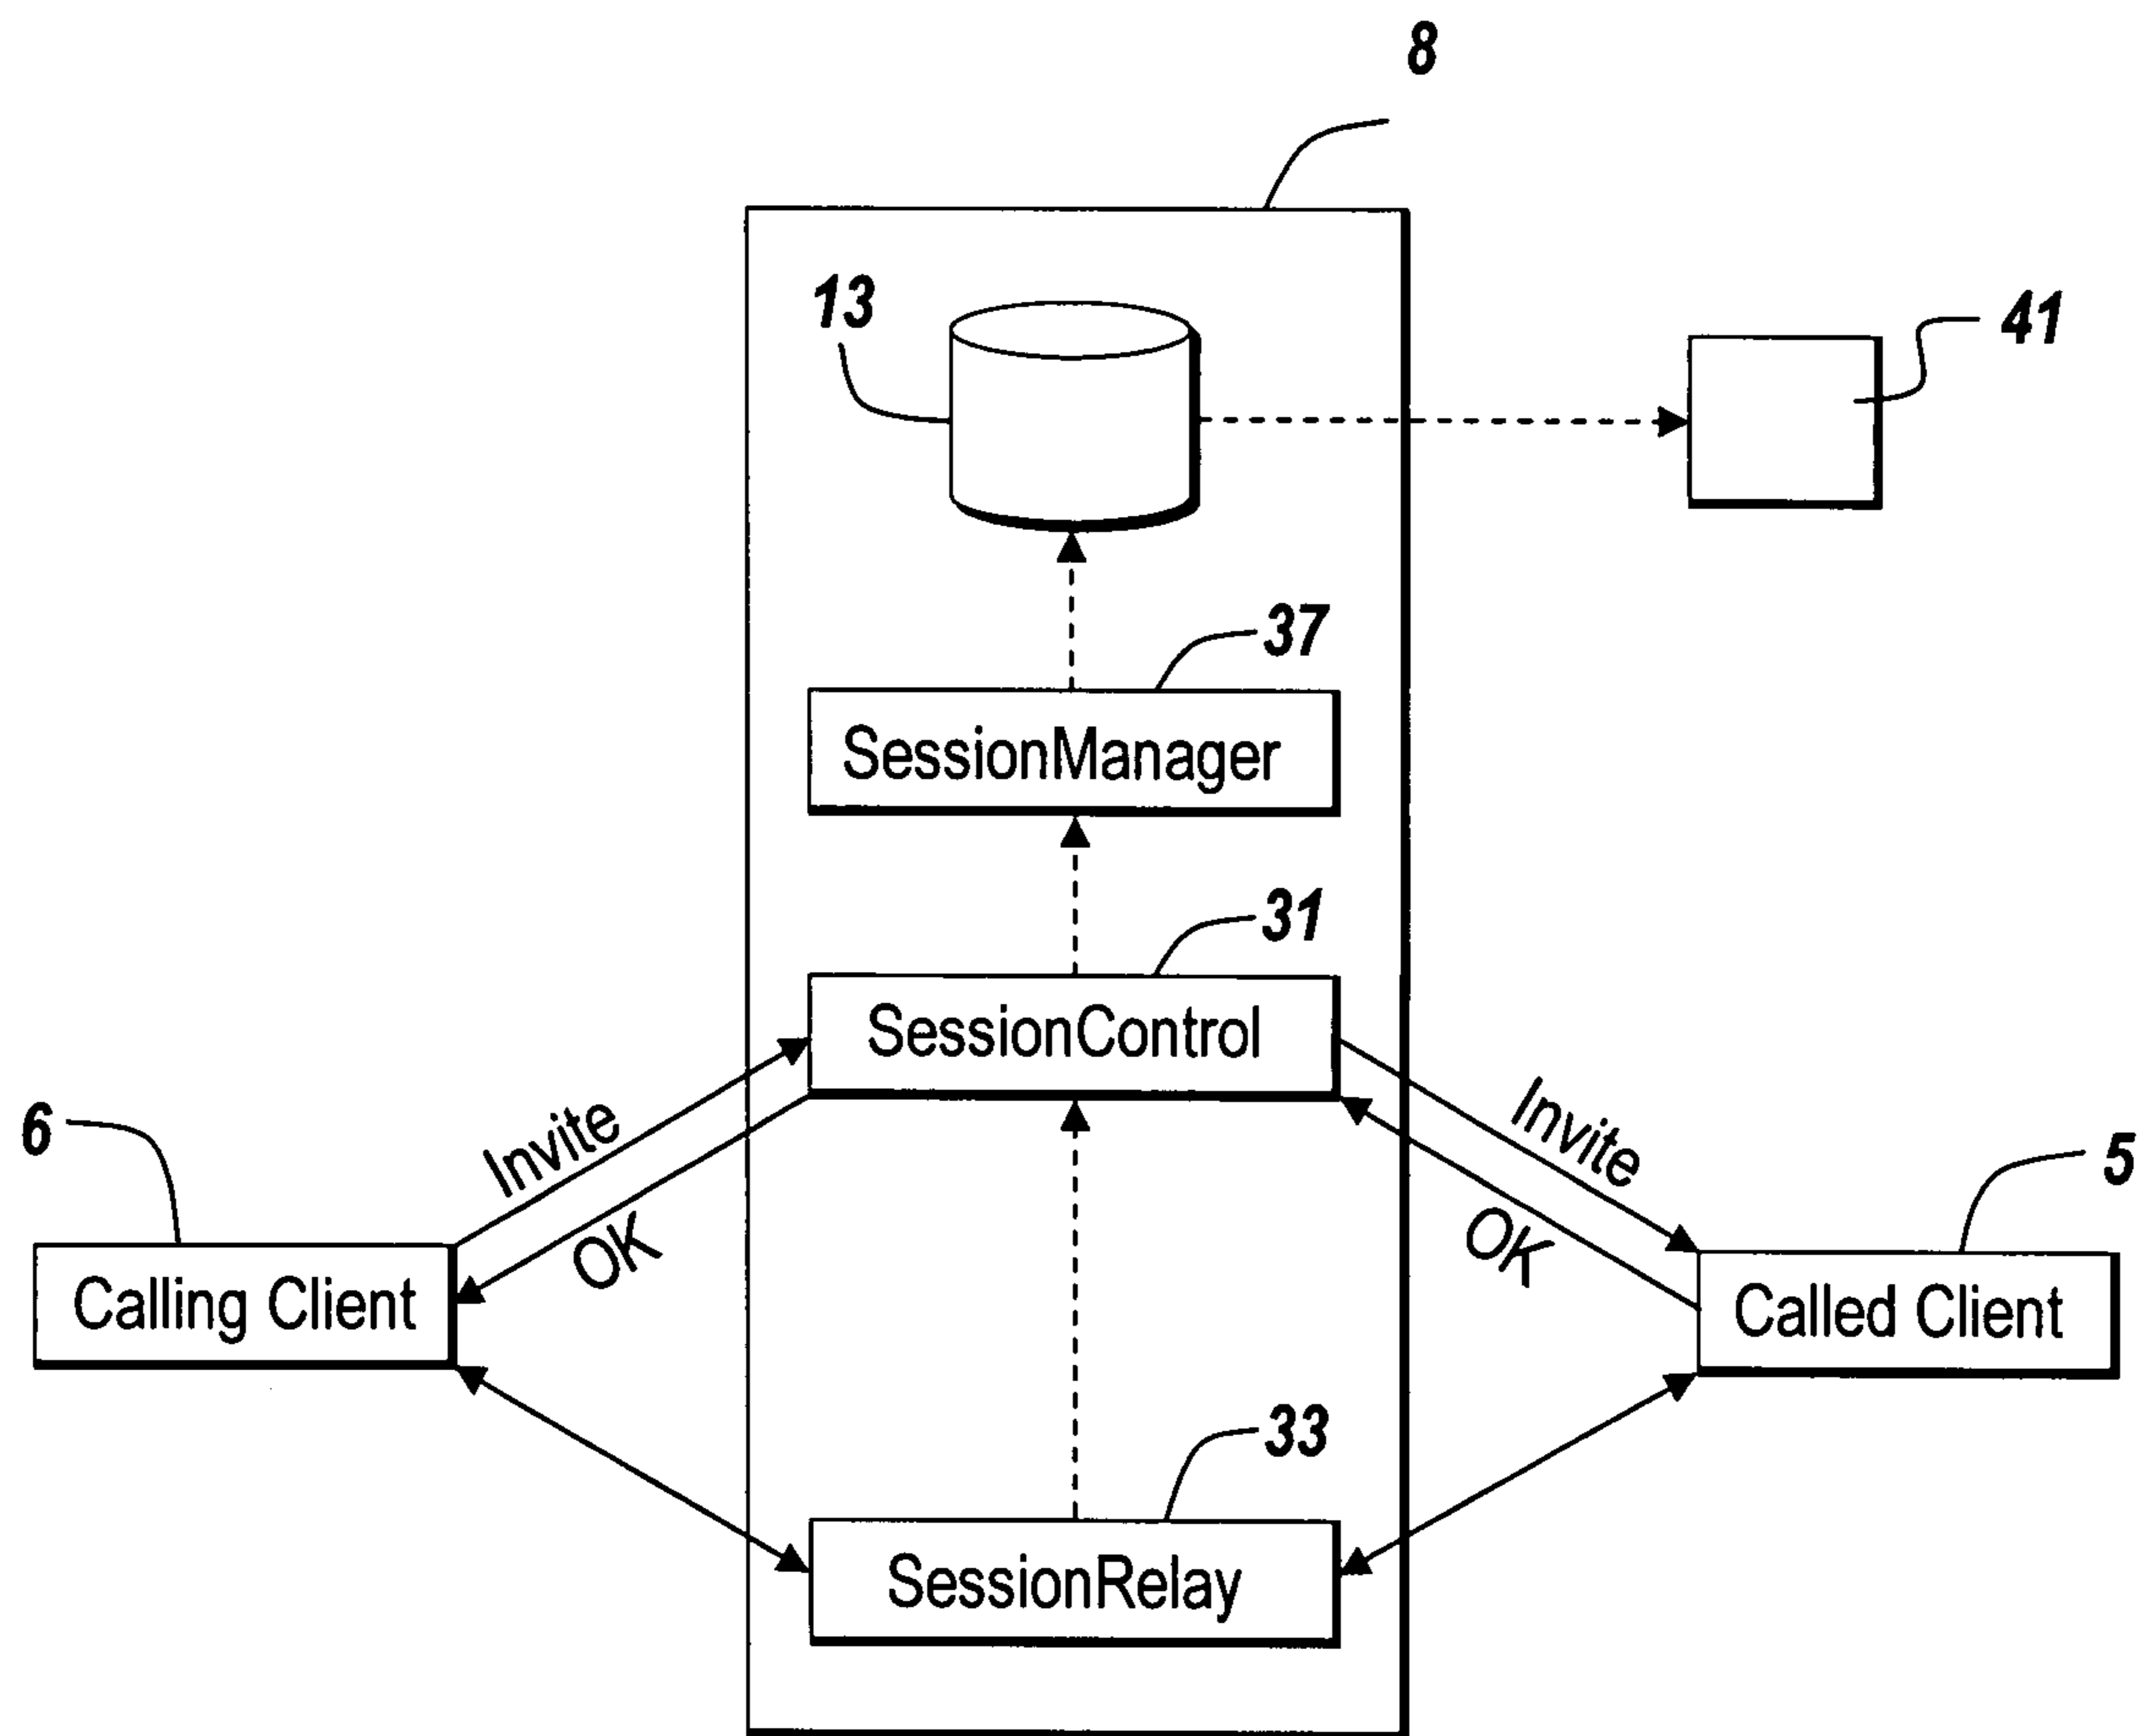 8
13
41
37
SessionManager
31
SessionControl
6
Invite
Invite
5
OK
OK
Calling Client
Called Client
33
SessionRelay